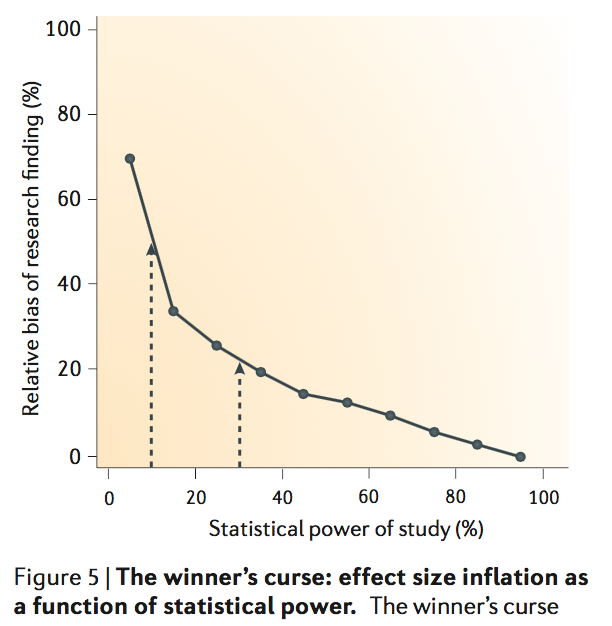 100
80
60
40
20
0
Relative bias of research finding (%)
0 20 40 60 80 100
Statistical power of study (%)
Figure 5 | The winner's curse: effect size inflation as
a function of statistical power. The winner's curse